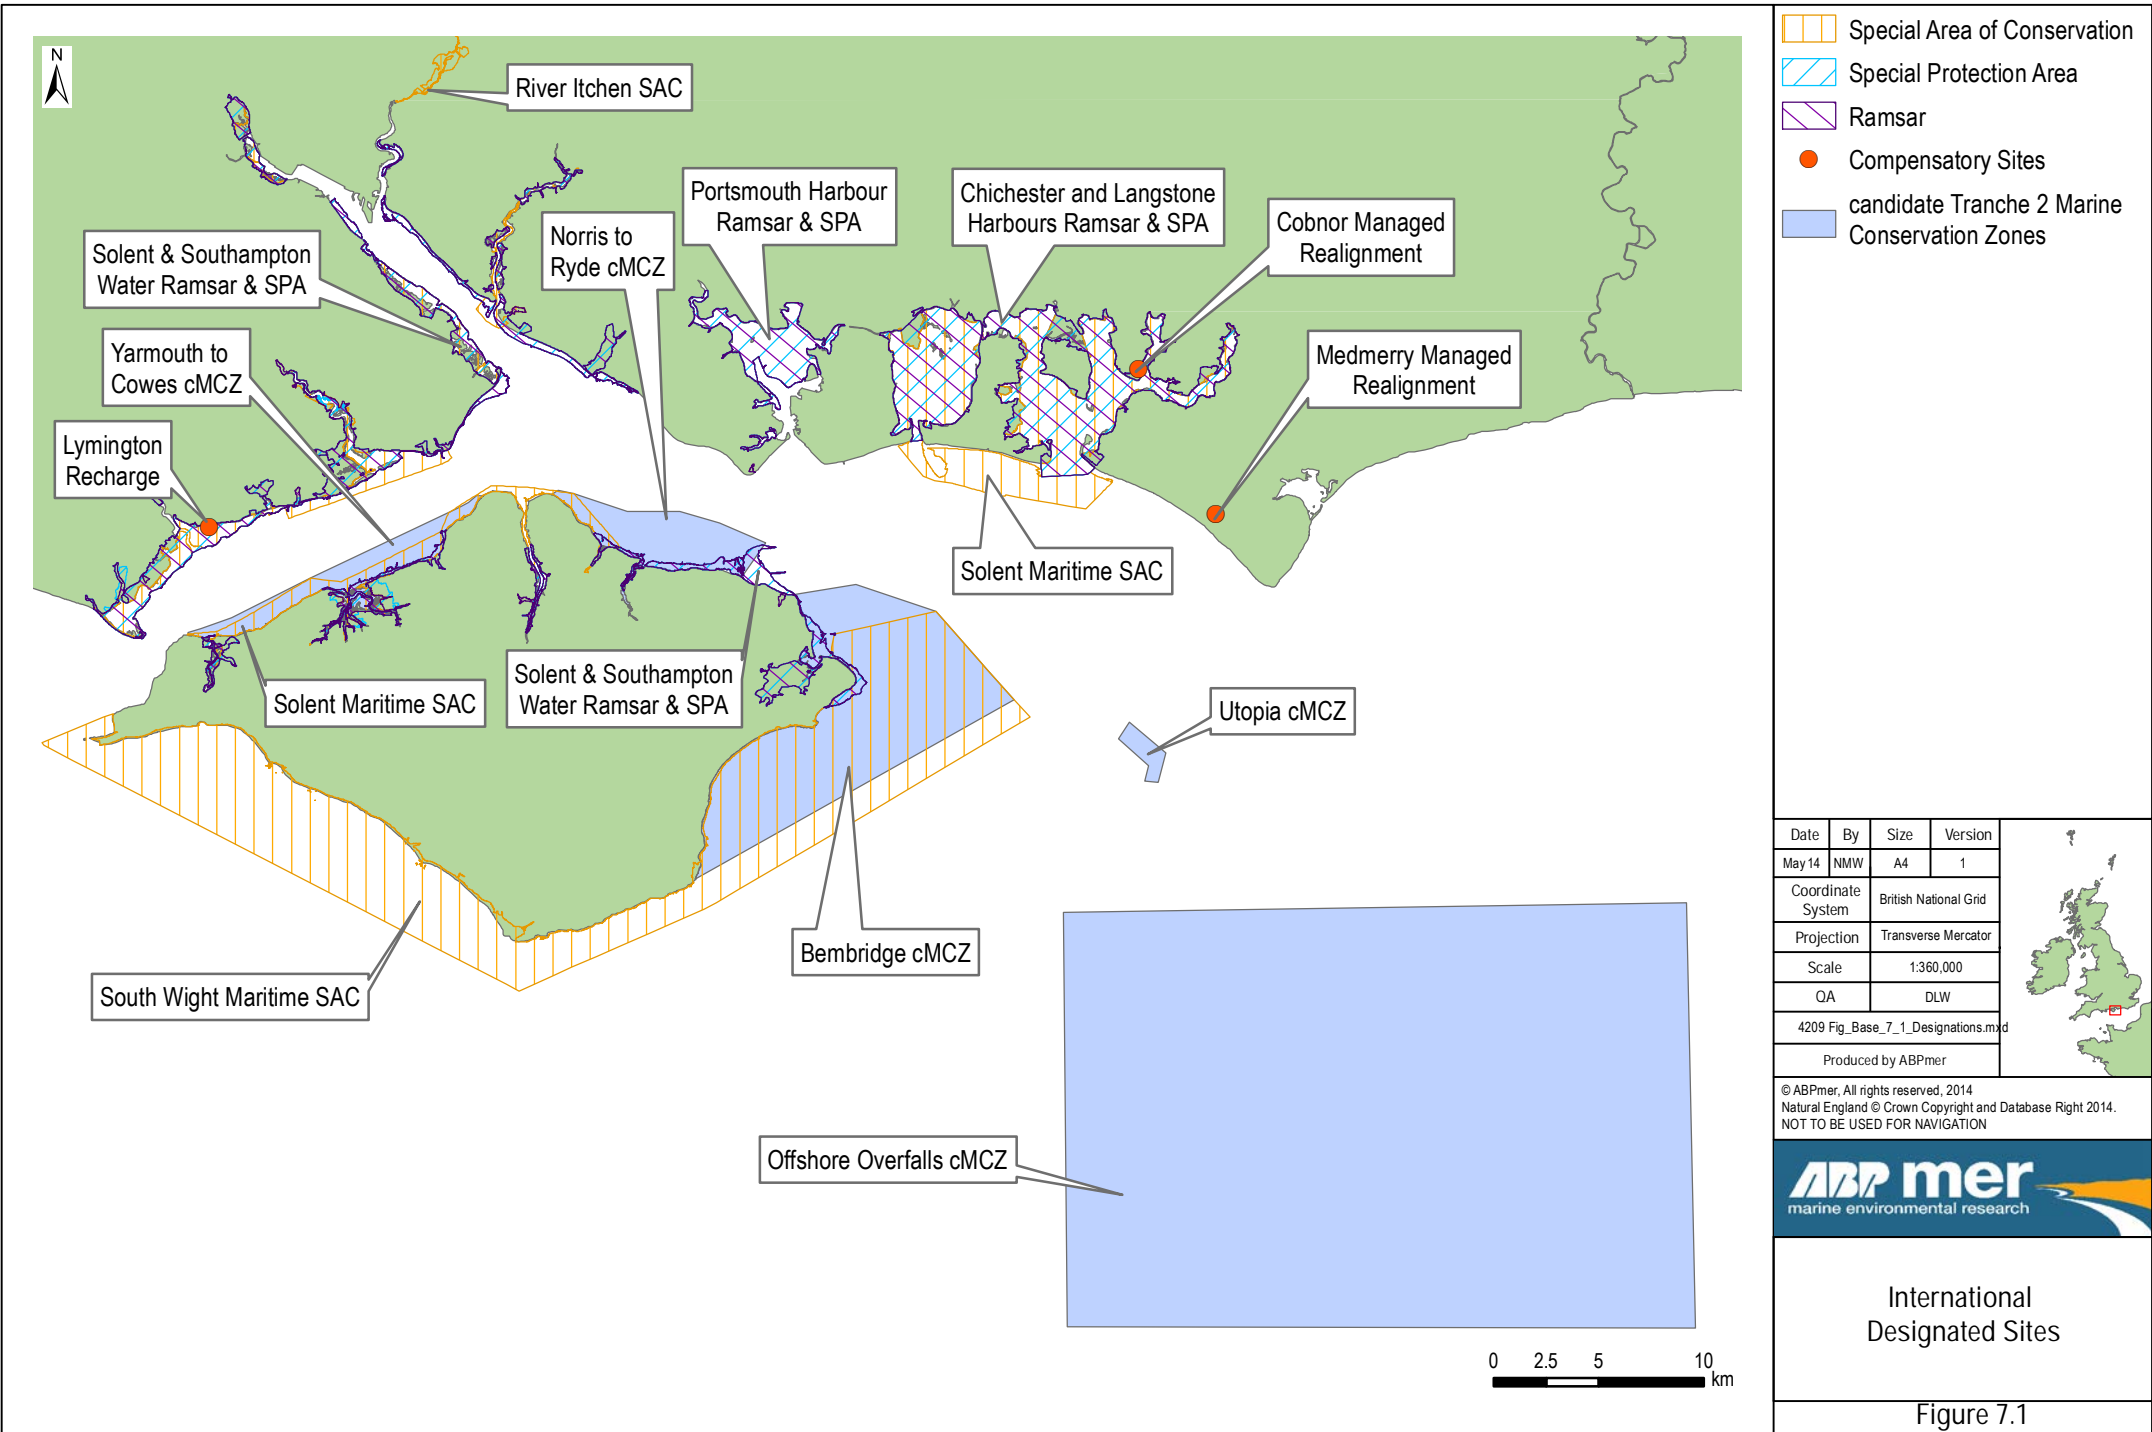 N
River Itchen SAC
Portsmouth Harbour
Ramsar & SPA
Chichester and Langstone
Harbours Ramsar & SPA
Cobnor Managed
Realignment
Norris to
Ryde cMCZ
Solent & Southampton
Water Ramsar & SPA
Yarmouth to
Cowes cMCZ
Medmerry Managed
Realignment
Lymington
Recharge
Solent Maritime SAC
Solent Maritime SAC
Solent & Southampton
Water Ramsar & SPA
Utopia cMCZ
Bembridge cMCZ
South Wight Maritime SAC
Offshore Overfalls cMCZ
0 2.5 5 10
km
Special Area of Conservation
Special Protection Area
Ramsar
Compensatory Sites
candidate Tranche 2 Marine
Conservation Zones
Date By Size Version
May 14 NMW A4 1
Coordinate
System
British National Grid
Projection Transverse Mercator
Scale 1:360,000
QA DLW
4209 Fig_Base_7_1_Designations.mxd
Produced by ABPmer
© ABPmer, All rights reserved, 2014
Natural England © Crown Copyright and Database Right 2014.
NOT TO BE USED FOR NAVIGATION
ABP mer
marine environmental research
International
Designated Sites
Figure 7.1